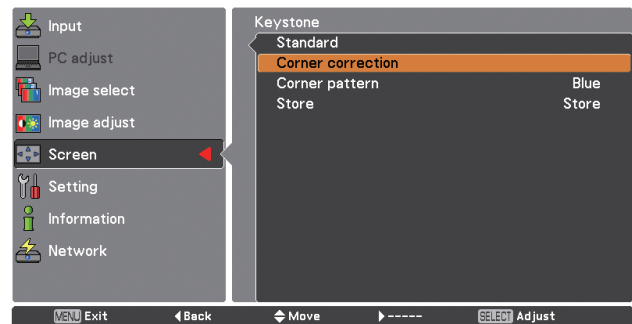 Input
PC adjust
Image select
Image adjust
Screen
Setting
Information
Network
Keystone
Standard
Corner correction
Corner pattern Blue
Store Store
MENU Exit Back Move ----- SELECT Adjust